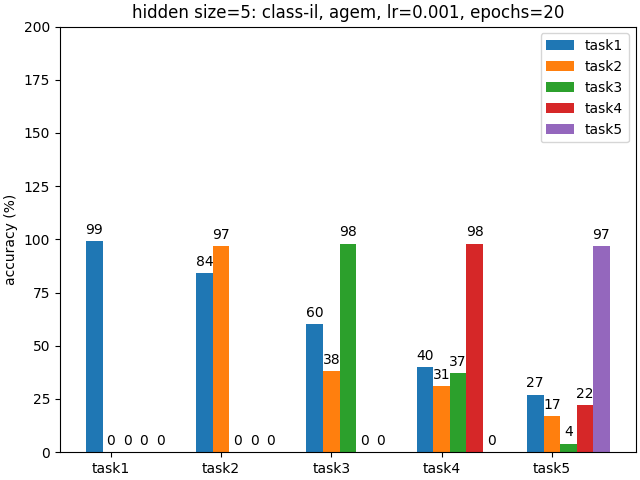 hidden size=5: class-il, agem, lr=0.001, epochs=20
200
175
150
125
100
75
50
25
0
accuracy (%)
task1
task2
task3
task4
task5
99 0 0 0 0
84 97 0 0 0
60 38 98 0 0
40 31 37 98 0
27 17 4 22 97
task1 task2 task3 task4 task5